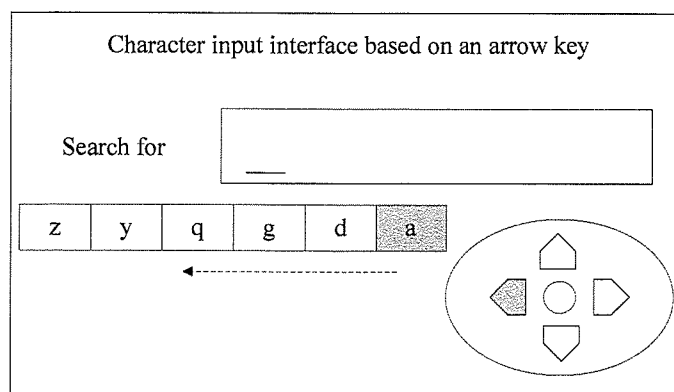 Character input interface based on an arrow key
Search for
z y q g d a